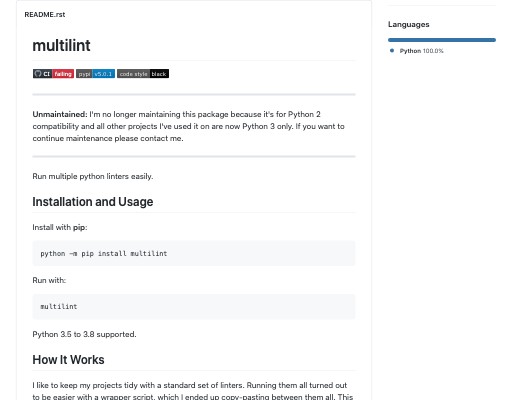 README.rst
Languages
Python 100.0%
multilint
CI failing pypi v5.0.1 code style black
Unmaintained: I'm no longer maintaining this package because it's for Python 2
compatibility and all other projects I've used it on are now Python 3 only. If you want to
continue maintenance please contact me.
Run multiple python linters easily.
Installation and Usage
Install with pip:
python -m pip install multilint
Run with:
multilint
Python 3.5 to 3.8 supported.
How It Works
I like to keep my projects tidy with a standard set of linters. Running them all turned out
to be easier with a wrapper script, which I ended up copy-pasting between them all. This